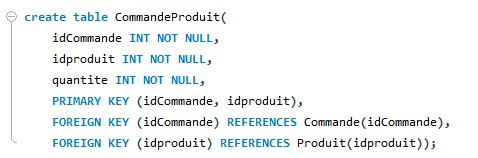 create table CommandeProduit(
idCommande INT NOT NULL,
idproduit INT NOT NULL,
quantite INT NOT NULL,
PRIMARY KEY (idCommande, idproduit),
FOREIGN KEY (idCommande) REFERENCES Commande(idCommande),
FOREIGN KEY (idproduit) REFERENCES Produit(idproduit));